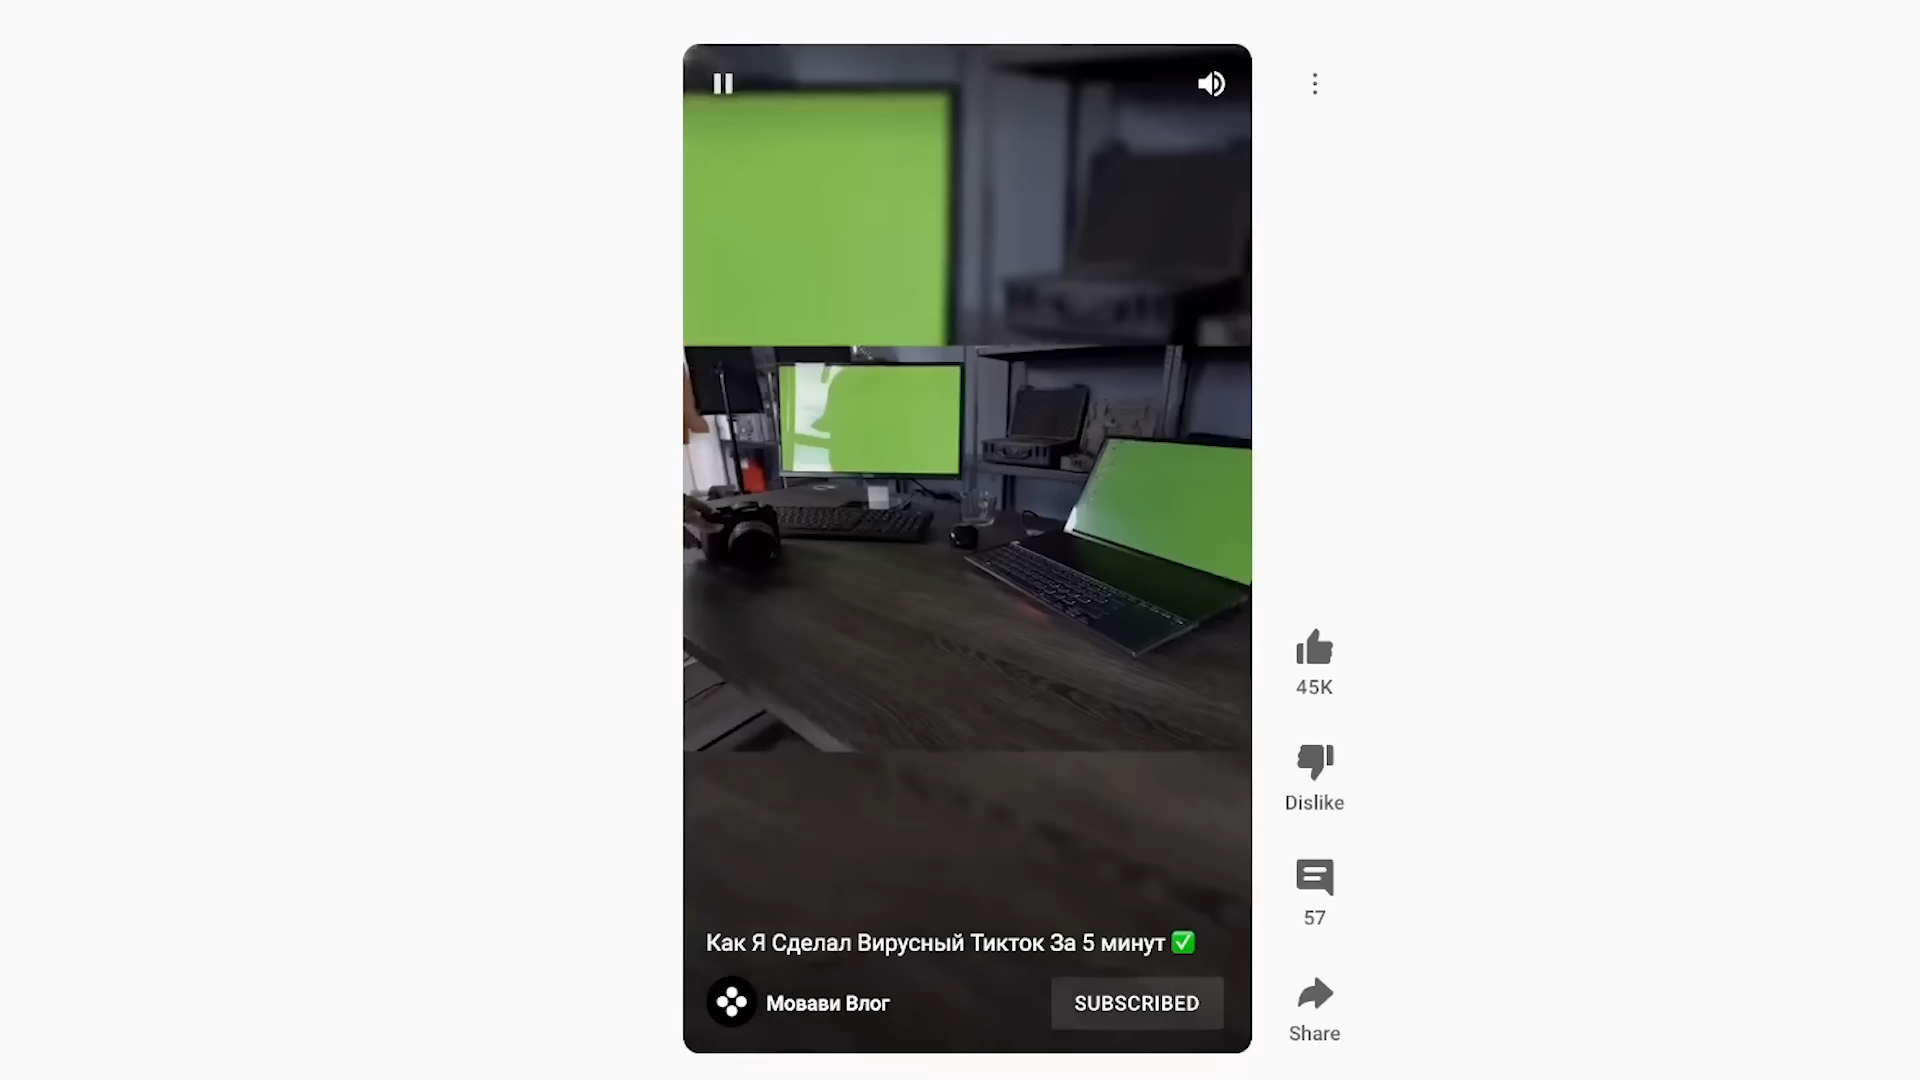 Как Я Сделал Вирусный Тикток За 5 минут ✅
Мовави Влог
SUBSCRIBED
45K
Dislike
57
Share